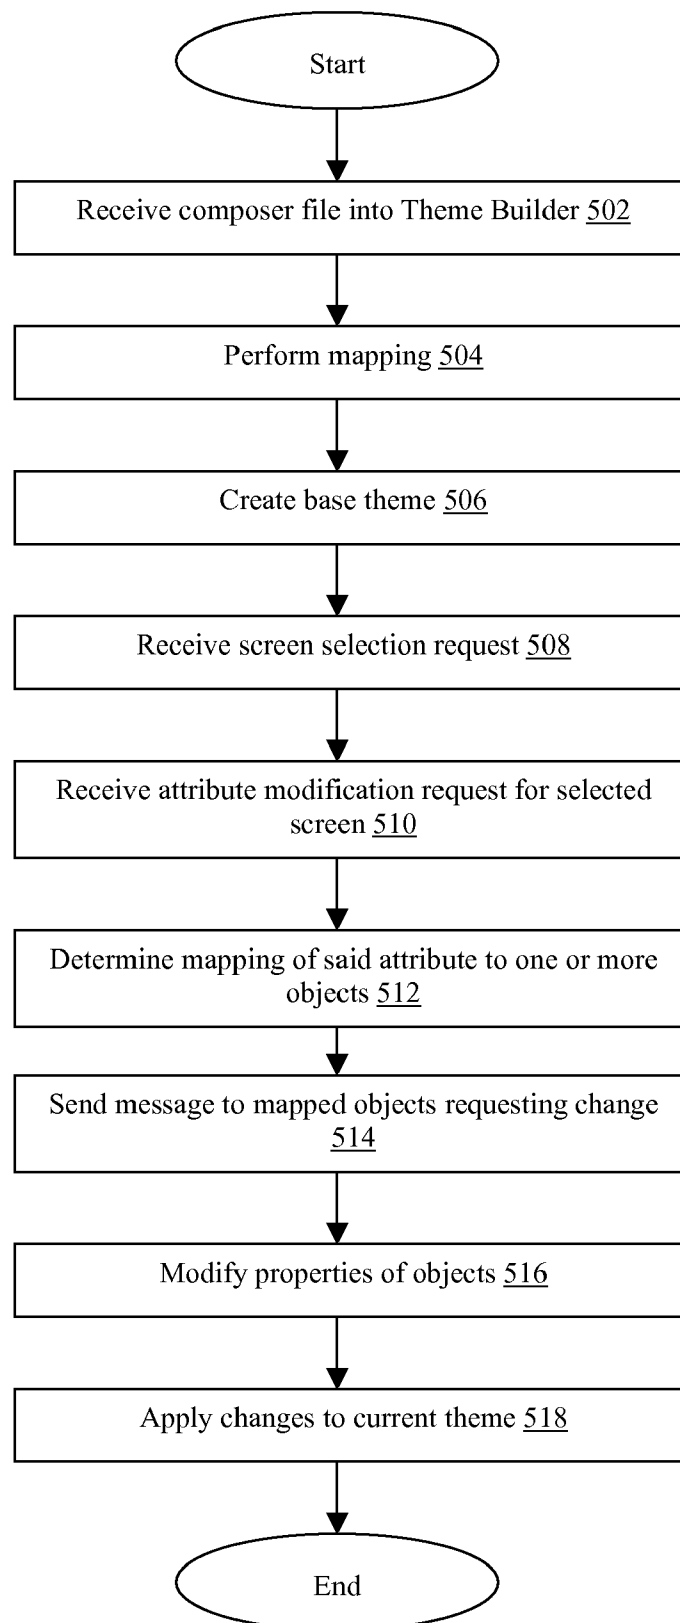 Start
Receive composer file into Theme Builder 502
Perform mapping 504
Create base theme 506
Receive screen selection request 508
Receive attribute modification request for selected
screen 510
Determine mapping of said attribute to one or more
objects 512
Send message to mapped objects requesting change
514
Modify properties of objects 516
Apply changes to current theme 518
End